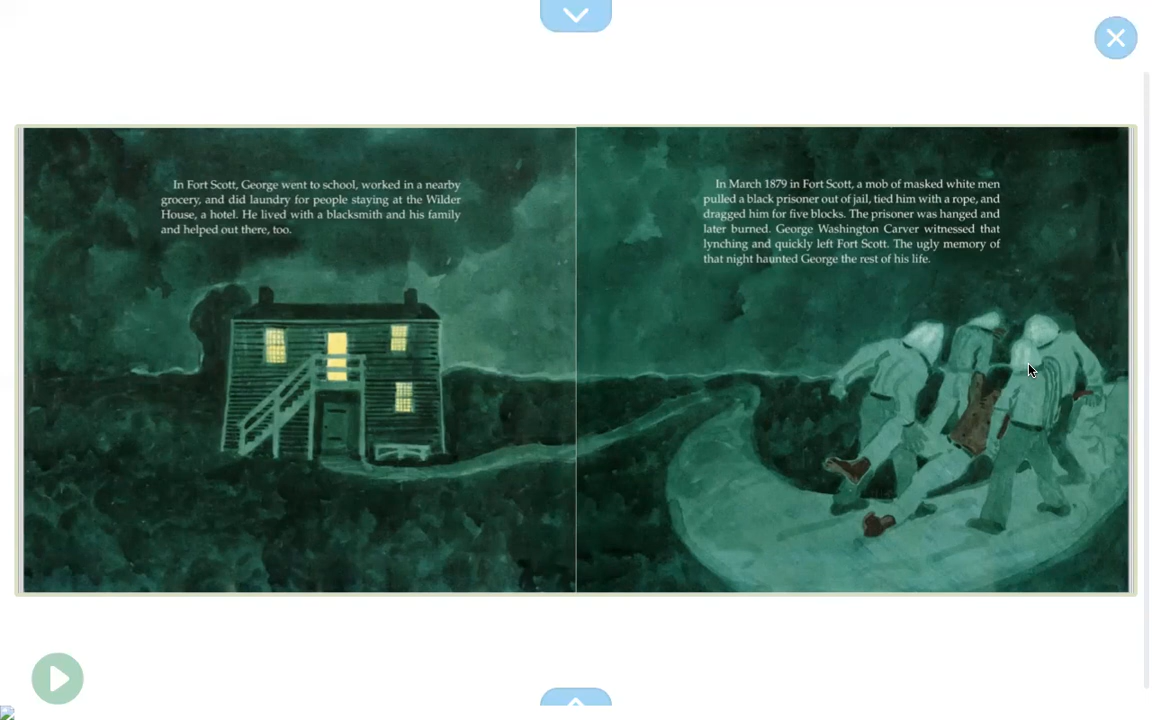 In Fort Scott, George went to school, worked in a nearby
grocery, and did laundry for people staying at the Wilder
House, a hotel. He lived with a blacksmith and his family
and helped out there, too.
In March 1879 in Fort Scott, a mob of masked white men
pulled a black prisoner out of jail, tied him with a rope, and
dragged him for five blocks. The prisoner was hanged and
later burned. George Washington Carver witnessed that
lynching and quickly left Fort Scott. The ugly memory of
that night haunted George the rest of his life.